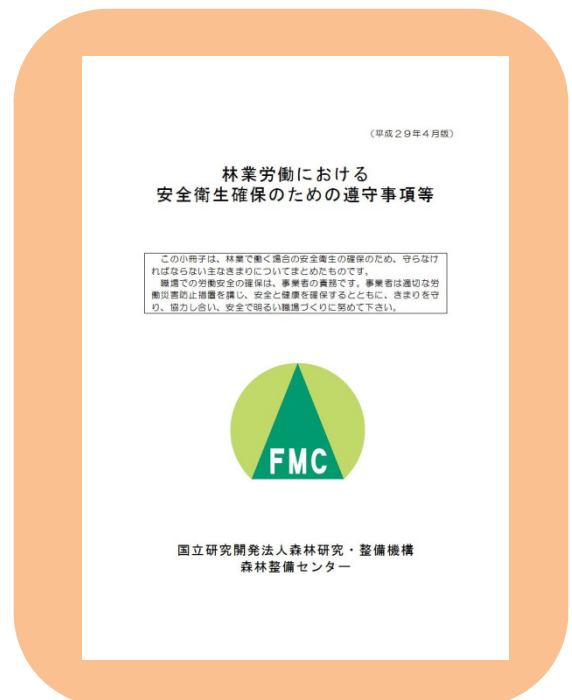 （平成２９年４月版）
林業労働における
安全衛生確保のための遵守事項等
この小冊子は、林業で働く場合の安全衛生の確保のため、守らなけ
ればならない主なきまりについてまとめたものです。
職場での労働安全の確保は、事業者の責務です。事業者は適切な労
働災害防止措置を講じ、安全と健康を確保するとともに、きまりを守
り、協力し合い、安全で明るい職場づくりに努めて下さい。
FMC
国立研究開発法人森林研究・整備機構
森林整備センター